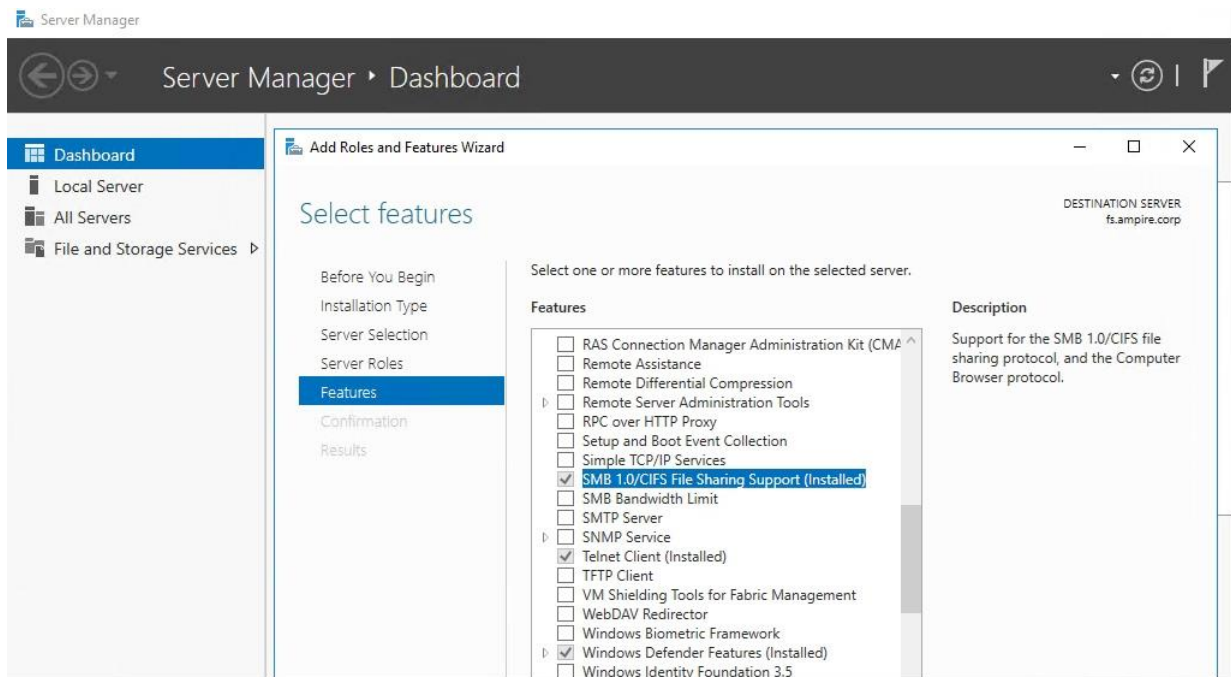 Server Manager
Server Manager • Dashboard
Dashboard
Local Server
All Servers
File and Storage Services
Add Roles and Features Wizard
Select features
DESTINATION SERVER
fs.ampire.corp
Before You Begin
Installation Type
Server Selection
Server Roles
Features
Confirmation
Results
Select one or more features to install on the selected server.
Features
RAS Connection Manager Administration Kit (CMA
Remote Assistance
Remote Differential Compression
Remote Server Administration Tools
RPC over HTTP Proxy
Setup and Boot Event Collection
Simple TCP/IP Services
SMB 1.0/CIFS File Sharing Support (Installed)
SMB Bandwidth Limit
SMTP Server
SNMP Service
Telnet Client (Installed)
TFTP Client
VM Shielding Tools for Fabric Management
WebDAV Redirector
Windows Biometric Framework
Windows Defender Features (Installed)
Windows Identity Foundation 3.5
Description
Support for the SMB 1.0/CIFS file
sharing protocol, and the Computer
Browser protocol.